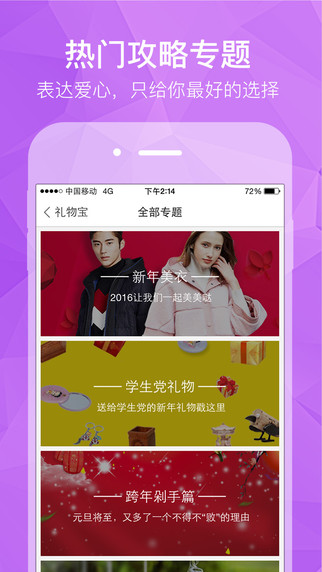 热门攻略专题
表达爱心，只给你最好的选择
中国移动 4G 下午2:14 72%
礼物宝 全部专题
新年美衣
2016让我们一起美美哒
学生党礼物
送给学生党的新年礼物戳这里
跨年剁手篇
元旦将至，又多了一个不得不“败”的理由